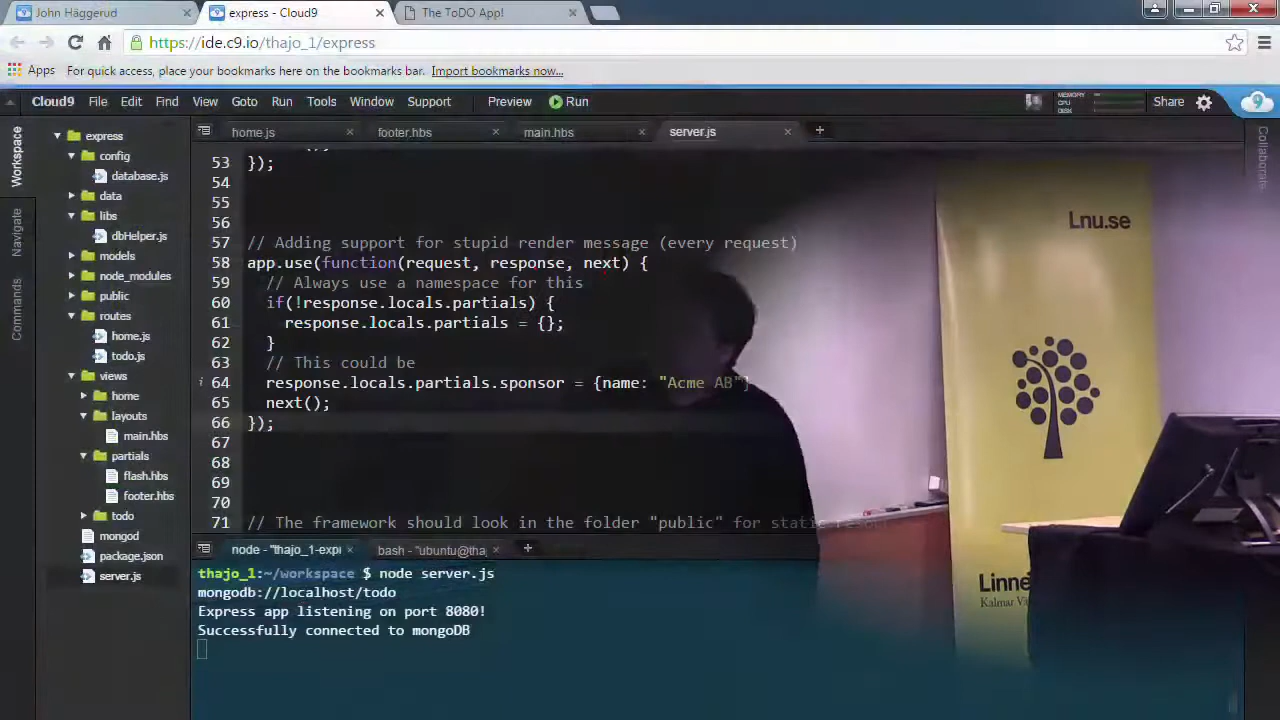 John Häggerud
express - Cloud9
The ToDO App!
https://ide.c9.io/thajo_1/express
Apps
For quick access, place your bookmarks here on the bookmarks bar.
Import bookmarks now...
Cloud9 File Edit Find View Goto Run Tools Window Support Preview Run
MEMORY
CPU
DISK
Share
Workspace
Navigate
Commands
Collaborate
express
config
database.js
data
libs
dbHelper.js
models
node_modules
public
routes
home.js
todo.js
views
home
layouts
main.hbs
partials
flash.hbs
footer.hbs
todo
mongod
package.json
server.js
home.js footer.hbs main.hbs server.js
53 });
54
55
56
57 // Adding support for stupid render message (every request)
58 app.use(function(request, response, next) {
59 // Always use a namespace for this
60 if(!response.locals.partials) {
61 response.locals.partials = {};
62 }
63 // This could be
64 response.locals.partials.sponsor = {name: "Acme AB"}
65 next();
66 });
67
68
69
70
71 // The framework should look in the folder "public" for static
node - "thajo_1-expr
bash - "ubuntu@thaj
thajo_1:~/workspace $ node server.js
mongodb://localhost/todo
Express app listening on port 8080!
Successfully connected to mongoDB
Lnu.se
Linne
Kalmar